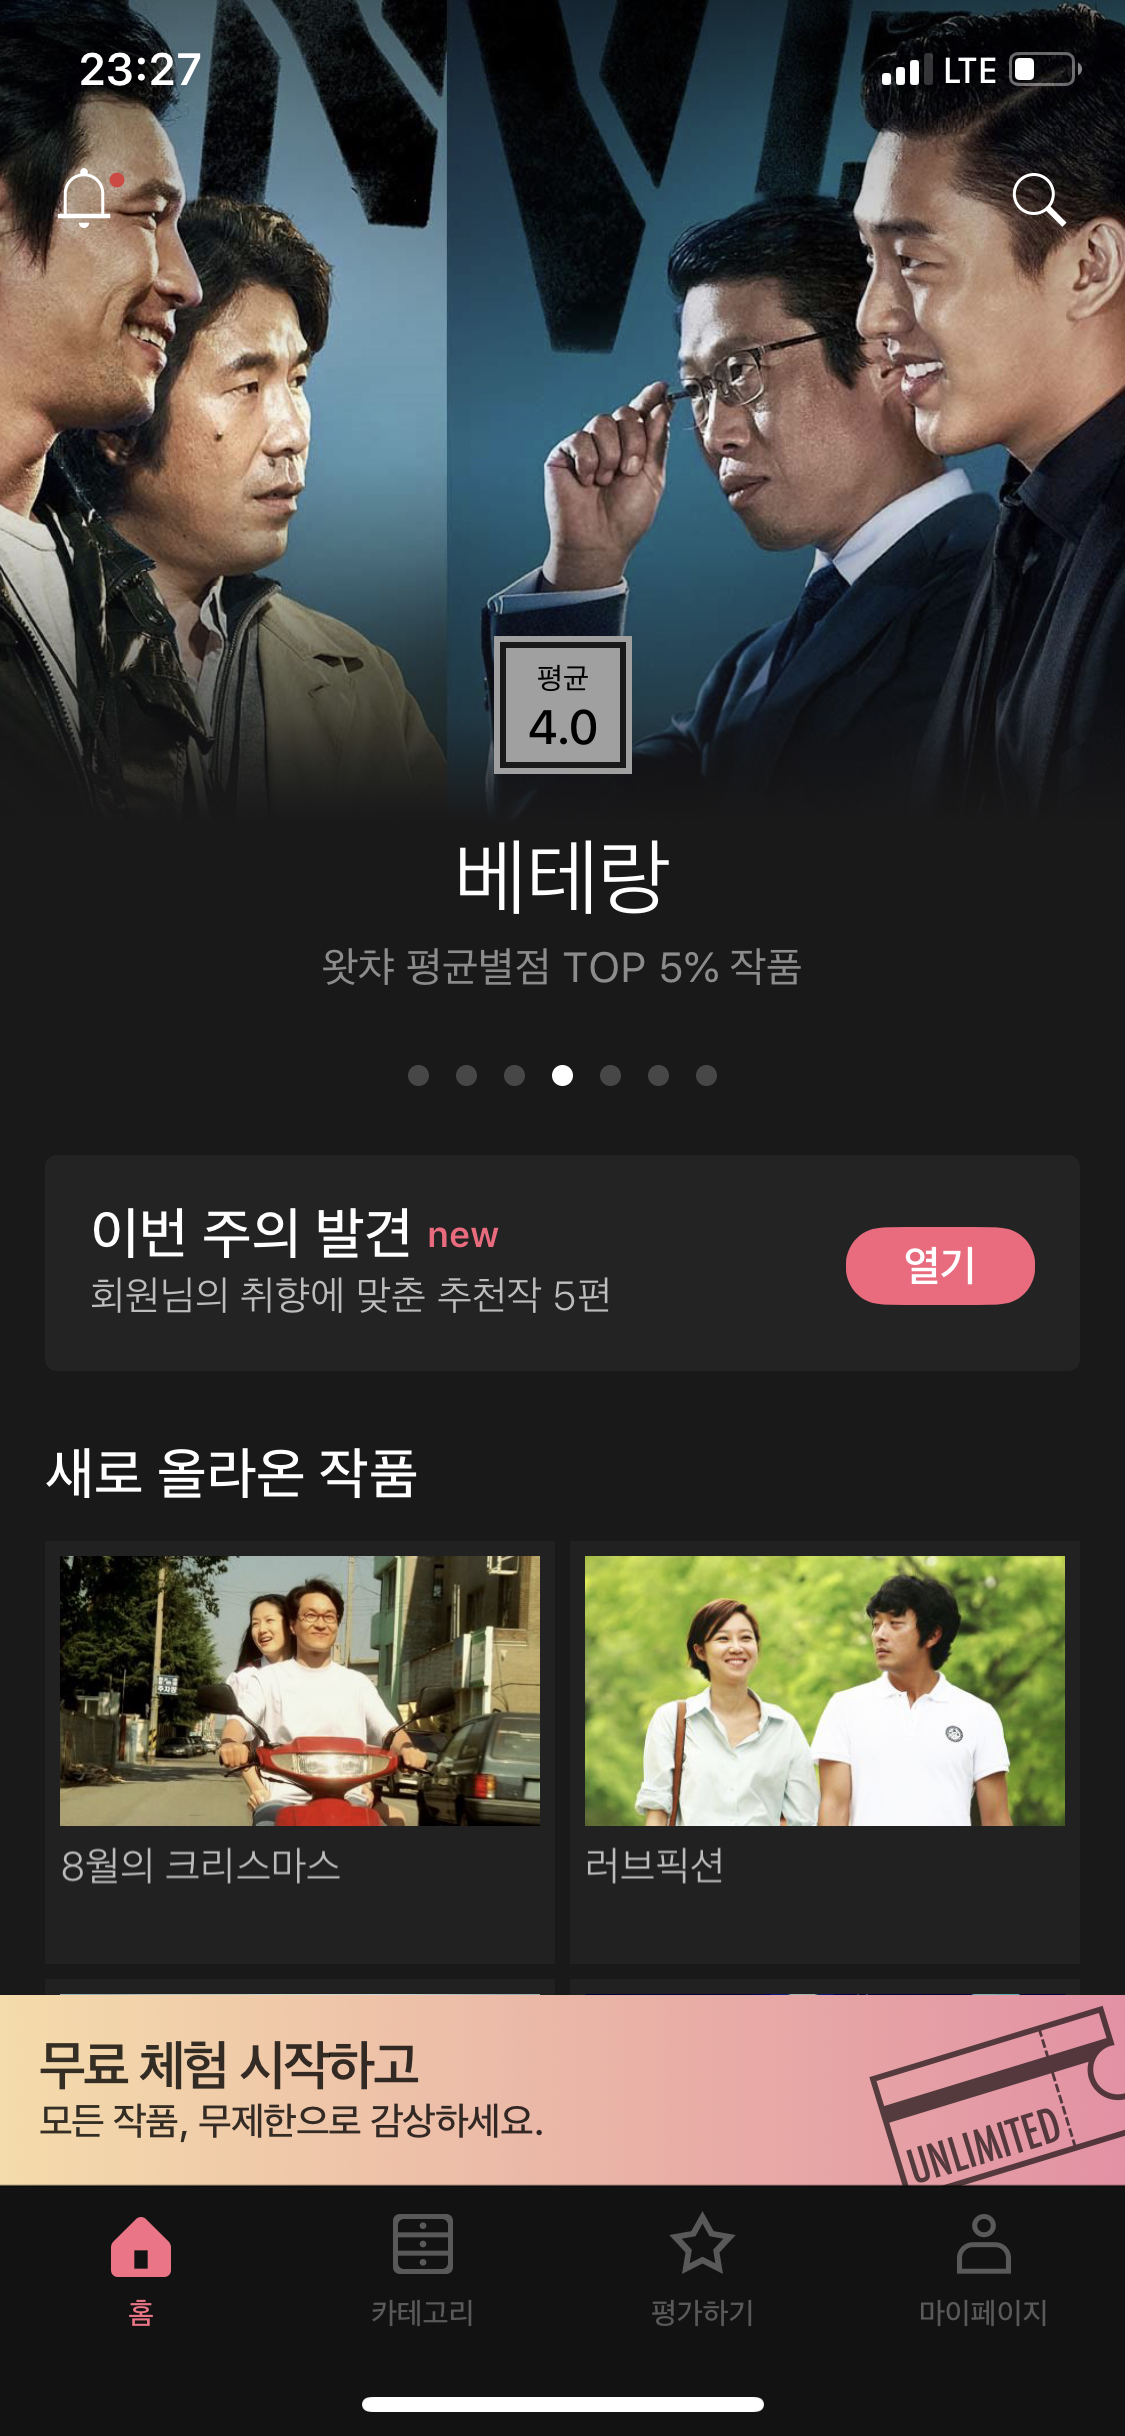 23:27
LTE
평균
4.0
베테랑
왓챠 평균별점 TOP 5% 작품
이번 주의 발견 new
회원님의 취향에 맞춘 추천작 5편
열기
새로 올라온 작품
주차장
8월의 크리스마스
러브픽션
무료 체험 시작하고
모든 작품, 무제한으로 감상하세요.
UNLIMITED
홈
카테고리
평가하기
마이페이지